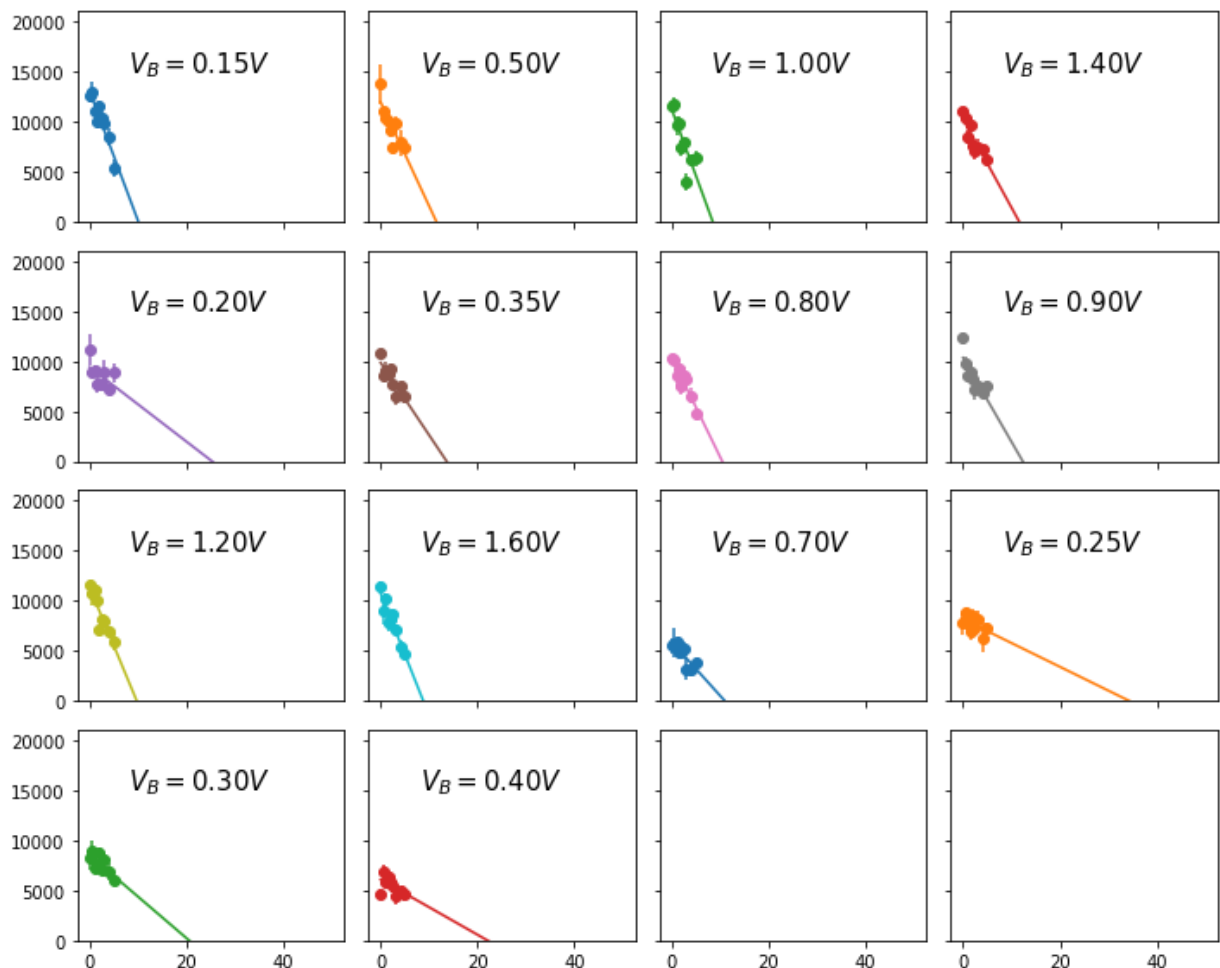 20000
15000
10000
5000
0
V_B = 0.15V
V_B = 0.50V
V_B = 1.00V
V_B = 1.40V
0 20 40
0 20 40
0 20 40
0 20 40
20000
15000
10000
5000
0
V_B = 0.20V
V_B = 0.35V
V_B = 0.80V
V_B = 0.90V
20000
15000
10000
5000
0
V_B = 1.20V
V_B = 1.60V
V_B = 0.70V
V_B = 0.25V
20000
15000
10000
5000
0
V_B = 0.30V
V_B = 0.40V